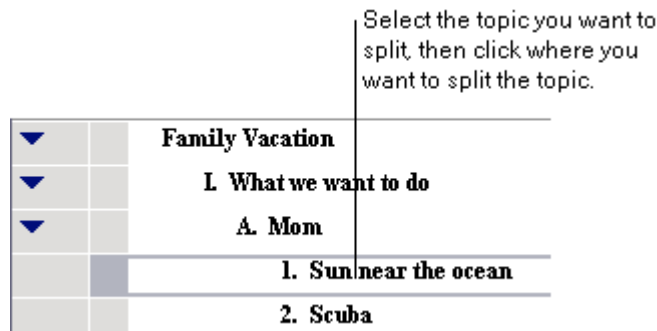 Select the topic you want to
split, then click where you
want to split the topic.
Family Vacation
I. What we want to do
A. Mom
1. Sun near the ocean
2. Scuba